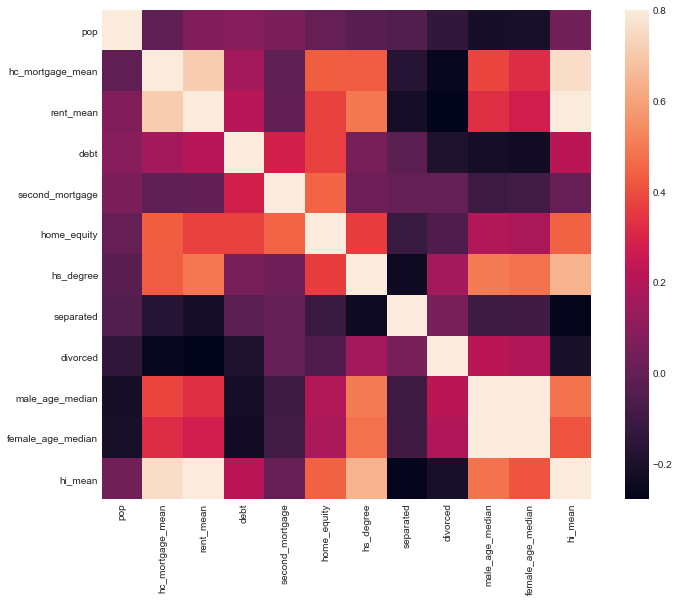 pop
hc_mortgage_mean
rent_mean
debt
second_mortgage
home_equity
hs_degree
separated
divorced
male_age_median
female_age_median
hi_mean
pop
hc_mortgage_mean
rent_mean
debt
second_mortgage
home_equity
hs_degree
separated
divorced
male_age_median
female_age_median
hi_mean
0.8
0.6
0.4
0.2
0.0
−0.2